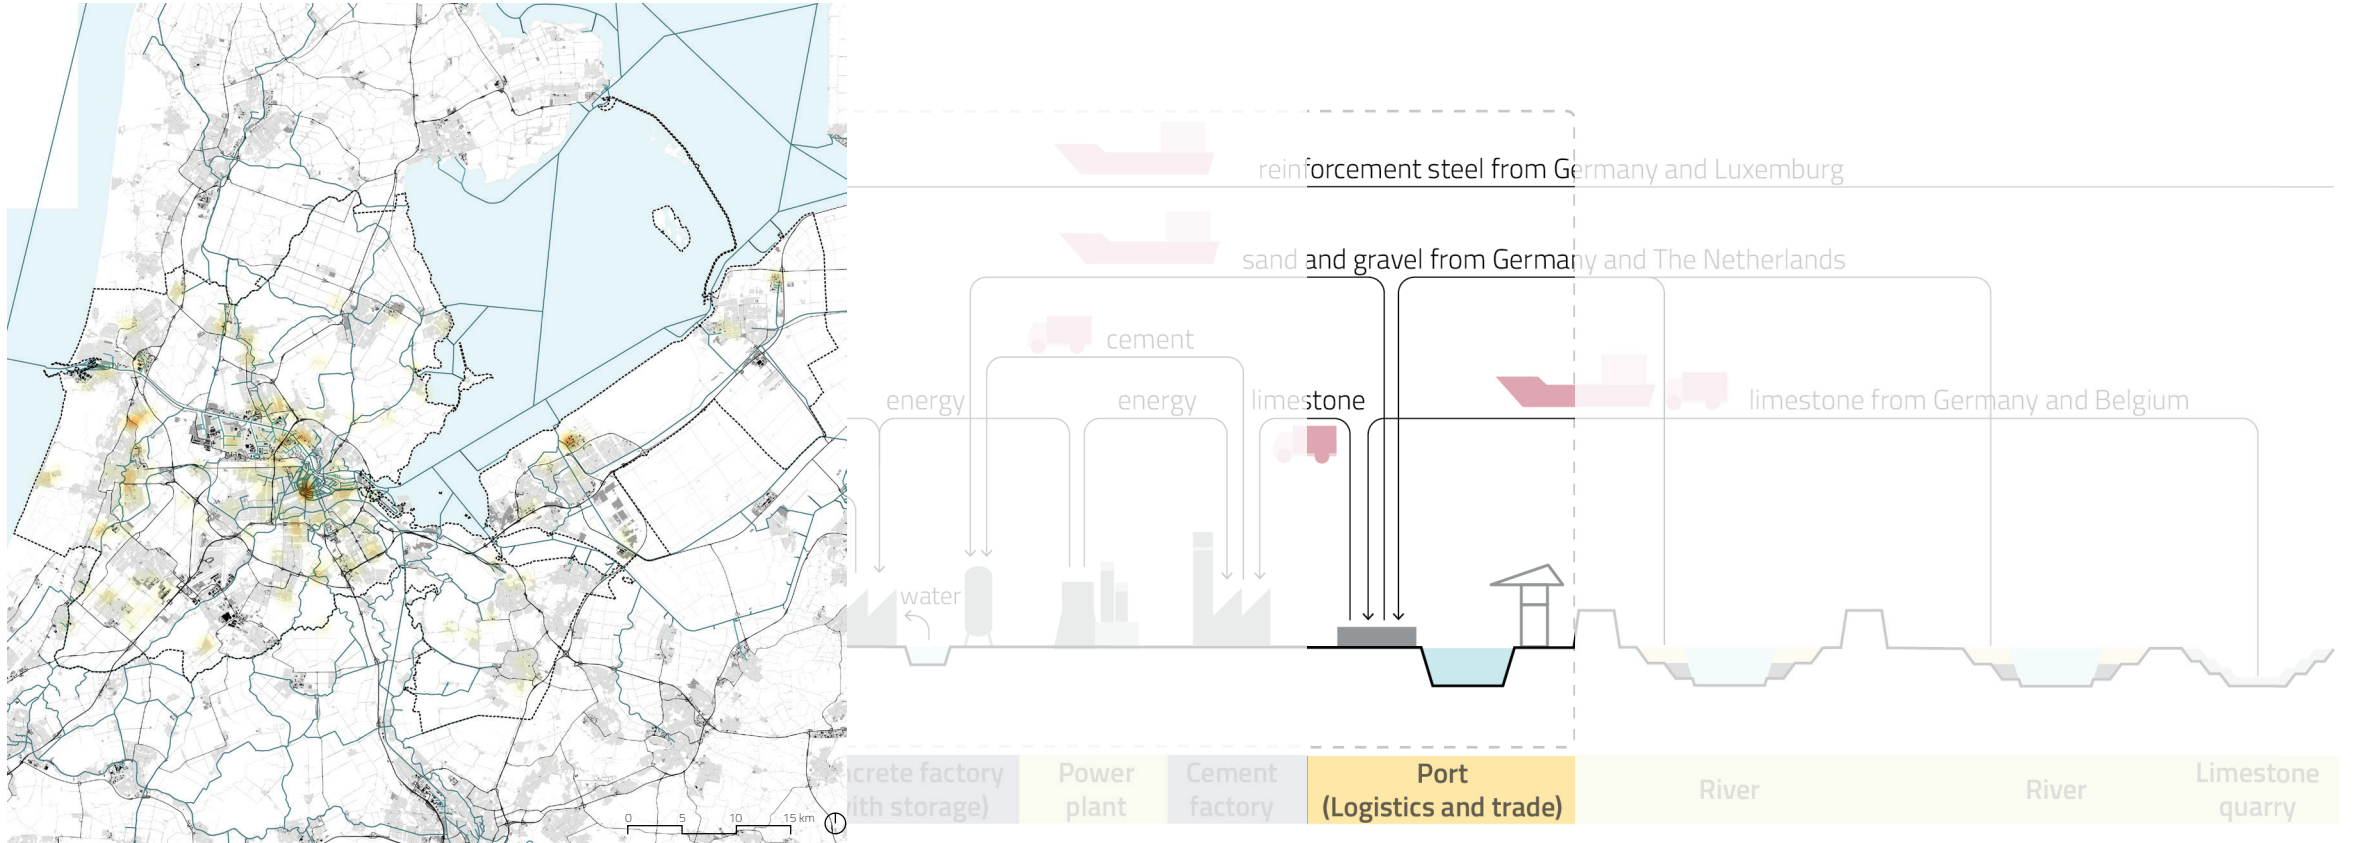 reinforcement steel from Germany and Luxemburg
sand and gravel from Germany and The Netherlands
cement
energy
energy
limestone
limestone from Germany and Belgium
water
0 5 10 15 km
ncrete factory
ith storage)
Power
plant
Cement
factory
Port
(Logistics and trade)
River
River
Limestone
quarry